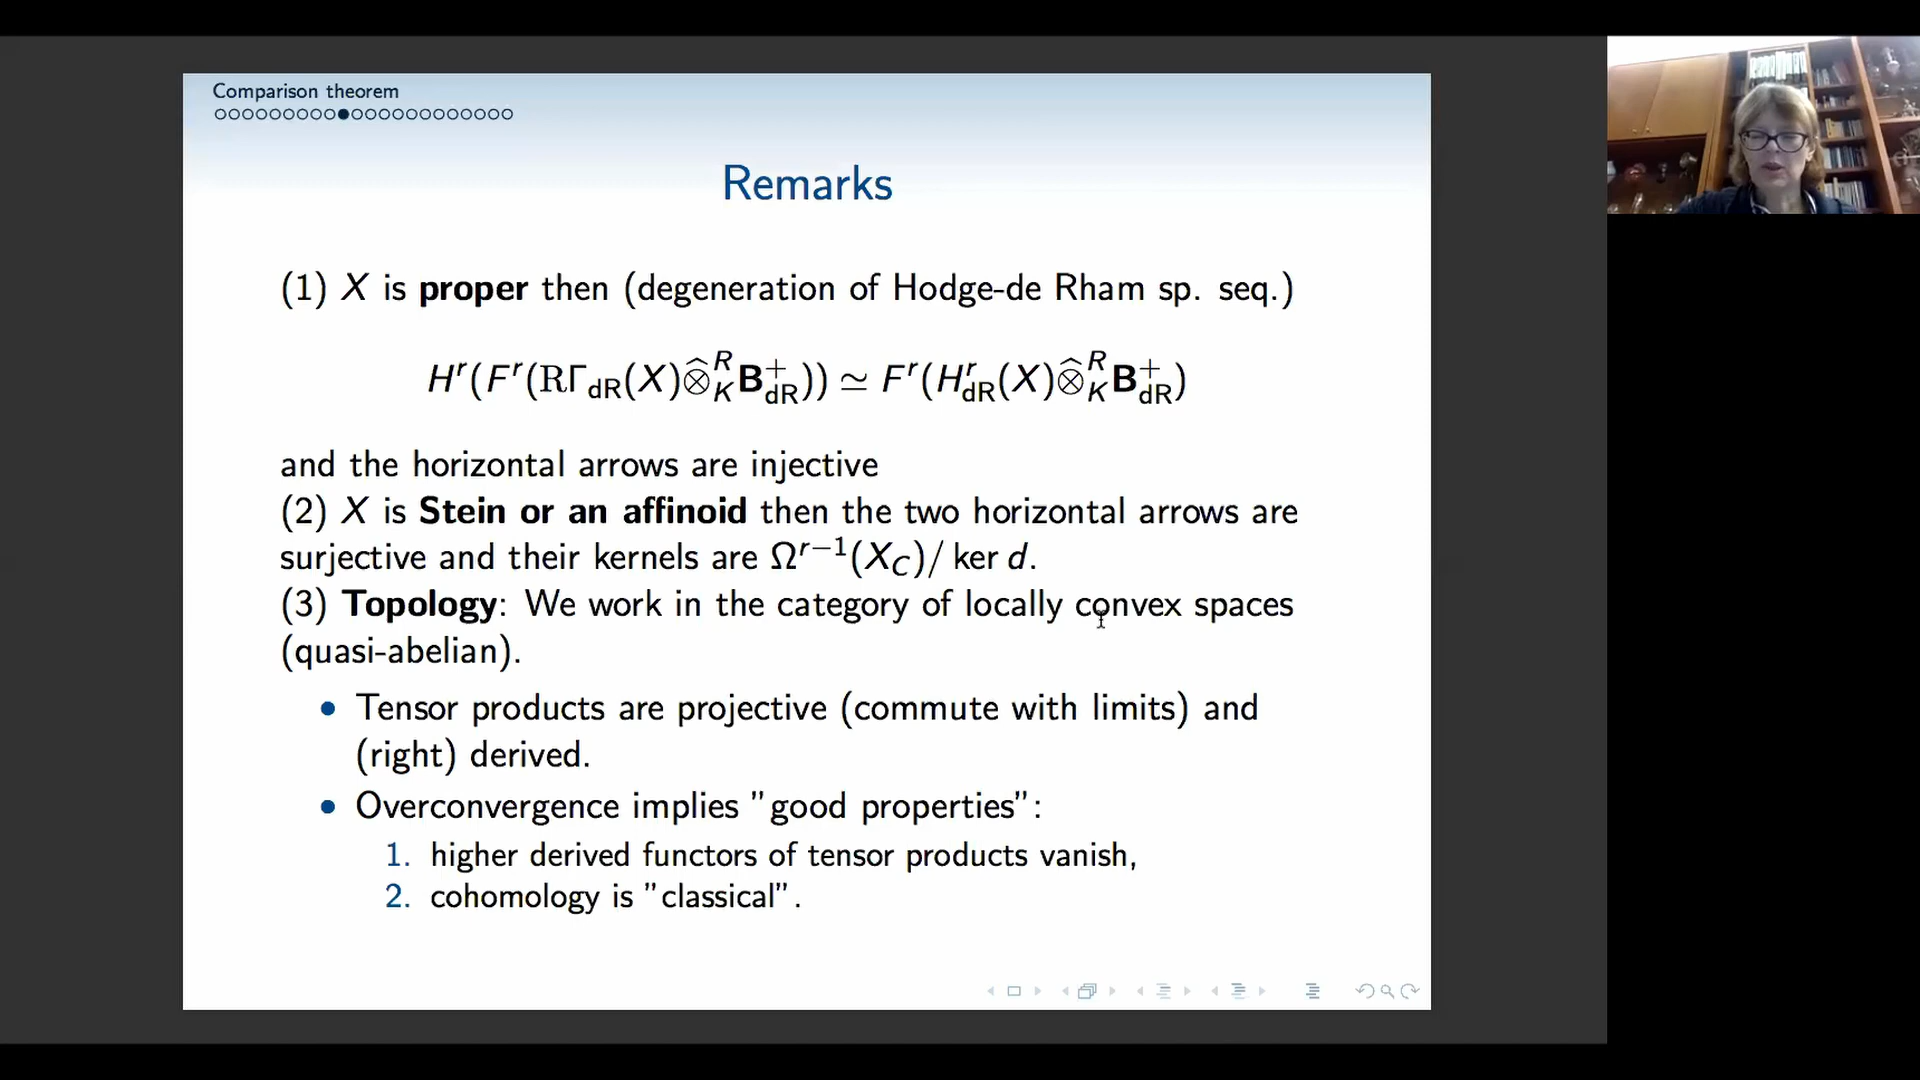 Comparison theorem
Remarks
(1) X is proper then (degeneration of Hodge-de Rham sp. seq.)
H^r(F^r(RΓ_dR(X)⊗̂^R_K B^+_dR)) ≃ F^r(H^r_dR(X)⊗̂^R_K B^+_dR)
and the horizontal arrows are injective
(2) X is Stein or an affinoid then the two horizontal arrows are
surjective and their kernels are Ω^{r−1}(X_C)/ ker d.
(3) Topology: We work in the category of locally convex spaces
(quasi-abelian).
• Tensor products are projective (commute with limits) and
(right) derived.
• Overconvergence implies ”good properties”:
1. higher derived functors of tensor products vanish,
2. cohomology is ”classical”.